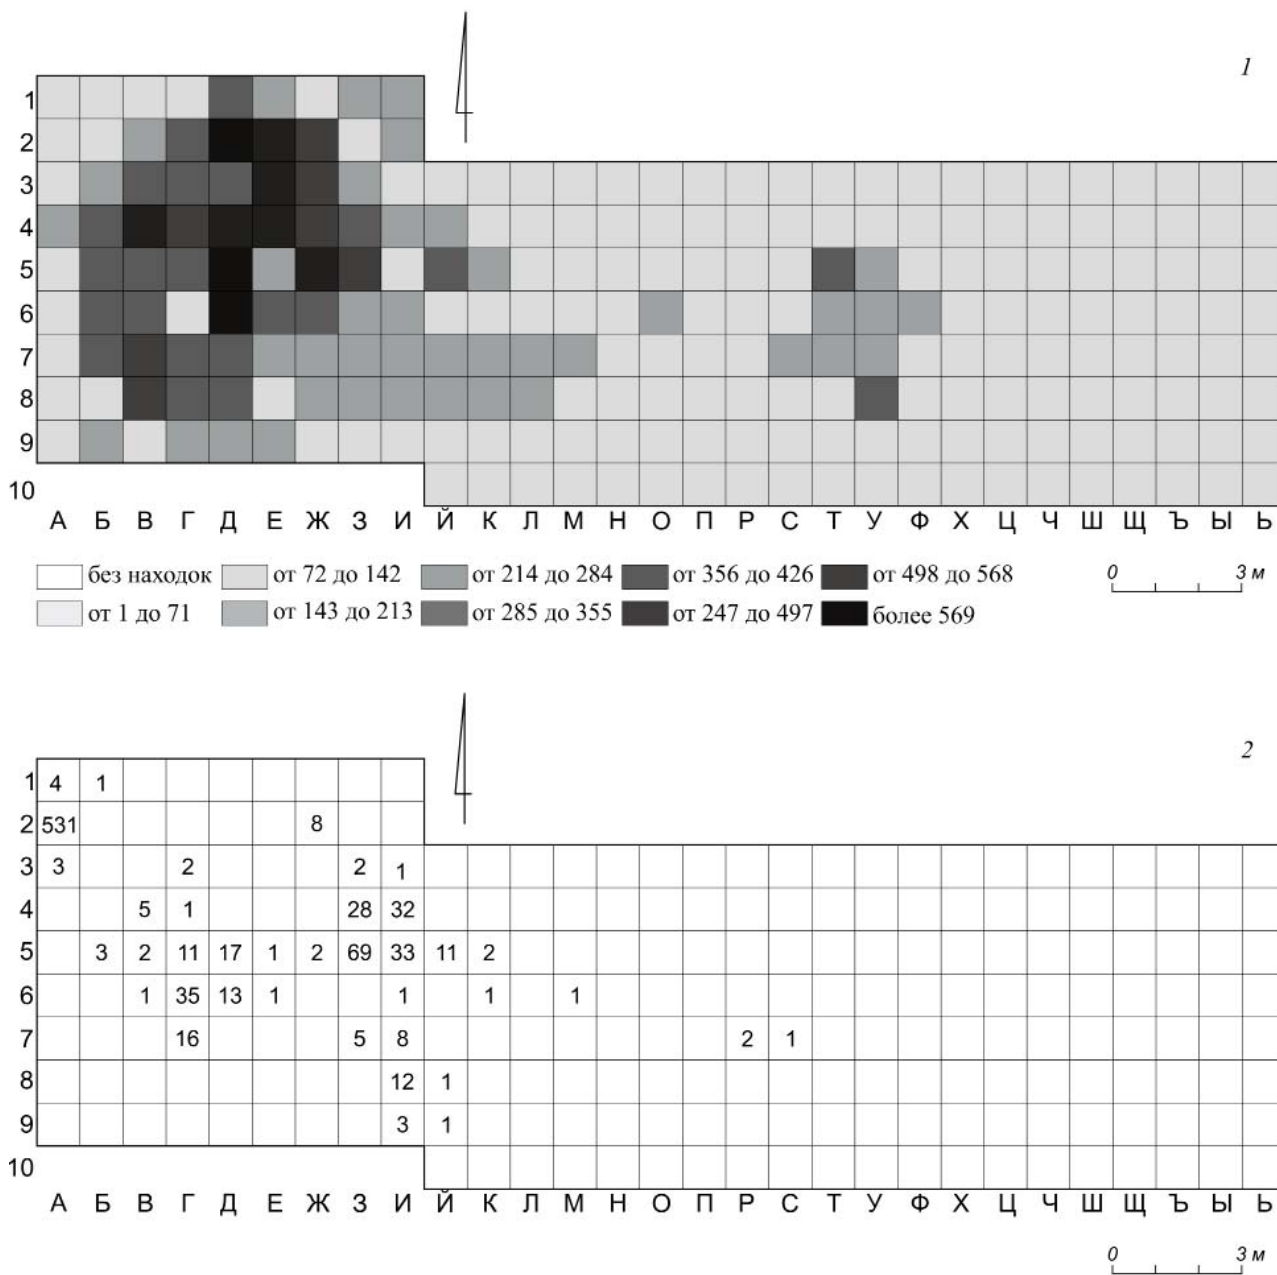 1
1
2
3
4
5
6
7
8
9
10
А Б В Г Д Е Ж З И Й К Л М Н О П Р С Т У Ф Х Ц Ч Ш Щ Ъ Ы Ь
без находок от 72 до 142 от 214 до 284 от 356 до 426 от 498 до 568 0 3 м
от 1 до 71 от 143 до 213 от 285 до 355 от 247 до 497 более 569
2
1 4 1
2 531 8
3 3 2 2 1
4 5 1 28 32
5 3 2 11 17 1 2 69 33 11 2
6 1 35 13 1 1 1 1
7 16 5 8 2 1
8 12 1
9 3 1
10
А Б В Г Д Е Ж З И Й К Л М Н О П Р С Т У Ф Х Ц Ч Ш Щ Ъ Ы Ь
0 3 м